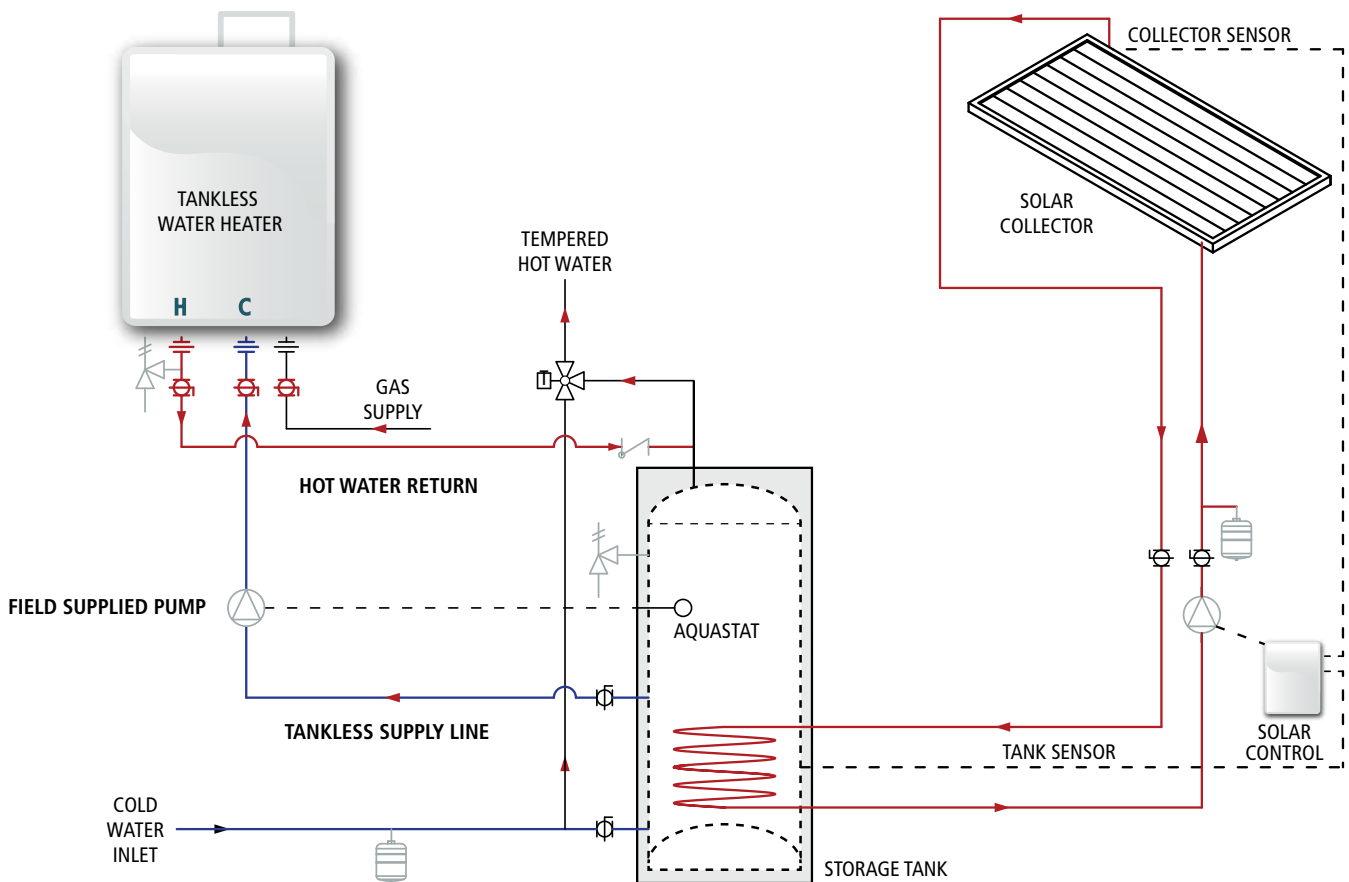 COLLECTOR SENSOR
TANKLESS
WATER HEATER
H
C
SOLAR
COLLECTOR
TEMPERED
HOT WATER
GAS
SUPPLY
HOT WATER RETURN
FIELD SUPPLIED PUMP
AQUASTAT
TANKLESS SUPPLY LINE
TANK SENSOR
SOLAR
CONTROL
COLD
WATER
INLET
STORAGE TANK